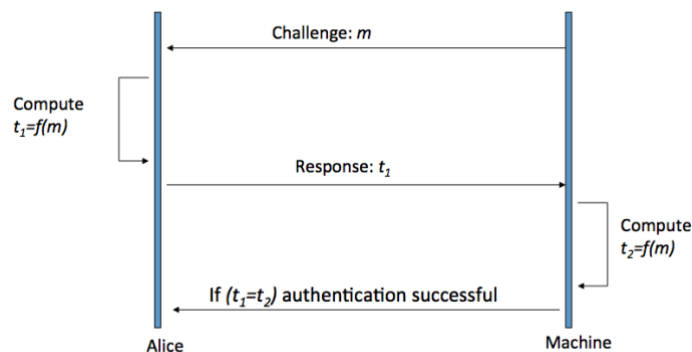 Challenge: m
Compute
t₁=f(m)
Response: t₁
Compute
t₂=f(m)
If (t₁=t₂) authentication successful
Alice
Machine